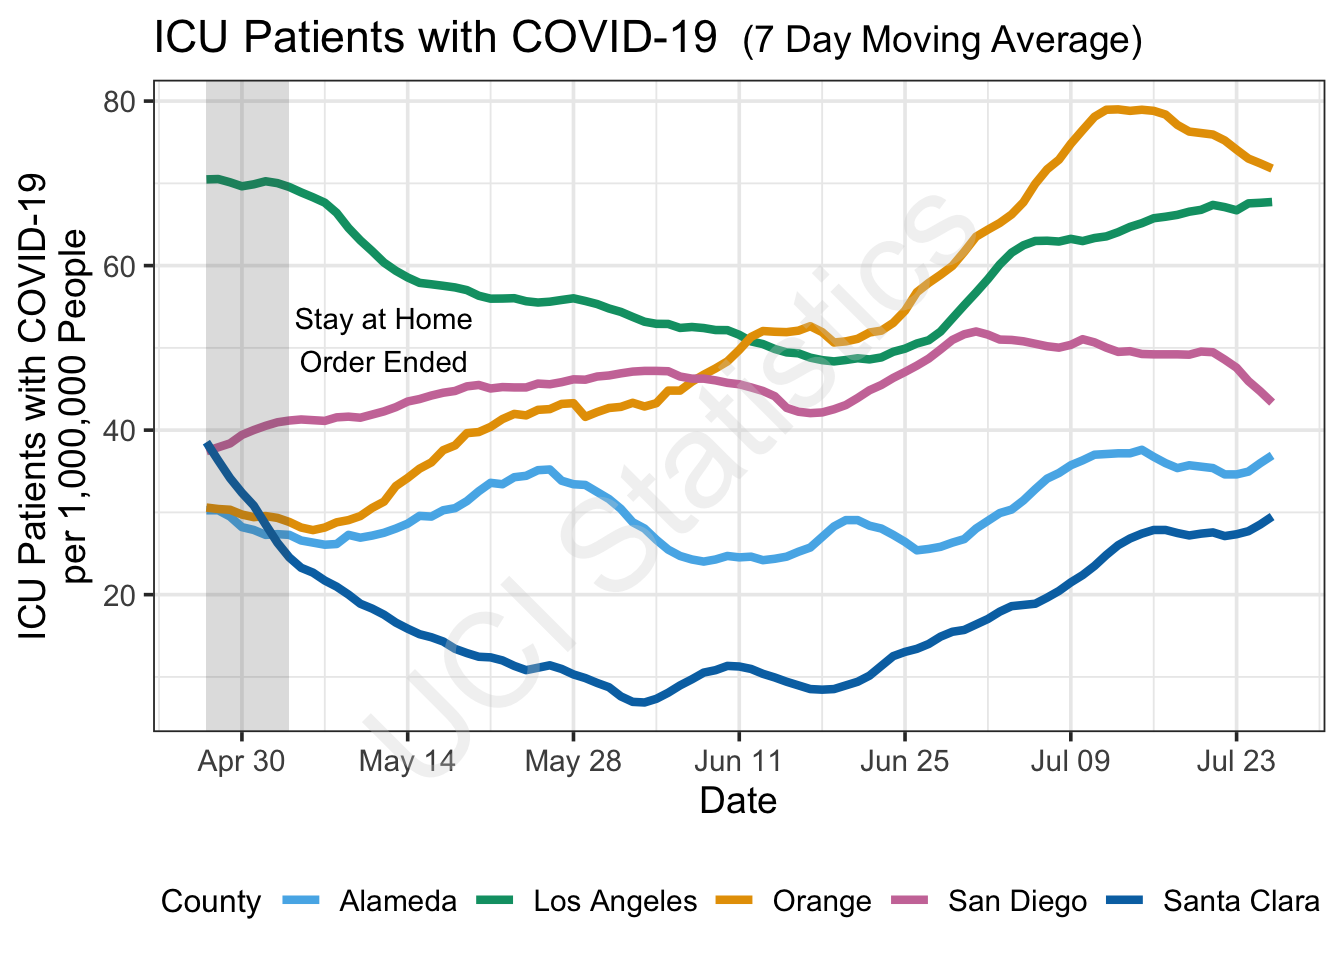 ICU Patients with COVID-19 (7 Day Moving Average)
ICU Patients with COVID-19
per 1,000,000 People
80
60
40
20
Stay at Home
Order Ended
UCI Statistics
Apr 30 May 14 May 28 Jun 11 Jun 25 Jul 09 Jul 23
Date
County Alameda Los Angeles Orange San Diego Santa Clara